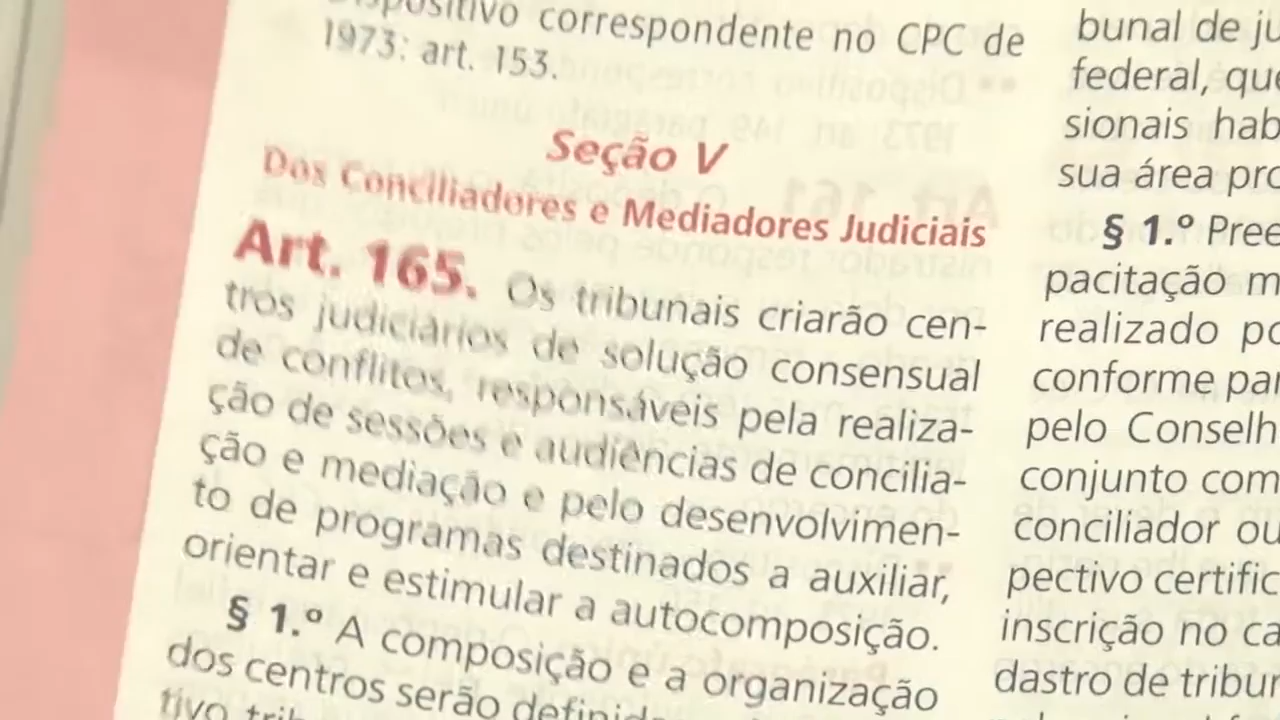 Dispositivo correspondente no CPC de
1973: art. 153.
Seção V
Dos Conciliadores e Mediadores Judiciais
Art. 165. Os tribunais criarão cen-
tros judiciários de solução consensual
de conflitos, responsáveis pela realiza-
ção de sessões e audiências de concilia-
ção e mediação e pelo desenvolvimen-
to de programas destinados a auxiliar,
orientar e estimular a autocomposição.
§ 1.º A composição e a organização
dos centros serão
tivo
bunal de ju
federal, que
sionais hab
sua área pro
§ 1.º Pree
pacitação m
realizado po
conforme par
pelo Conselh
conjunto com
conciliador ou
pectivo certific
inscrição no ca
dastro de tribun